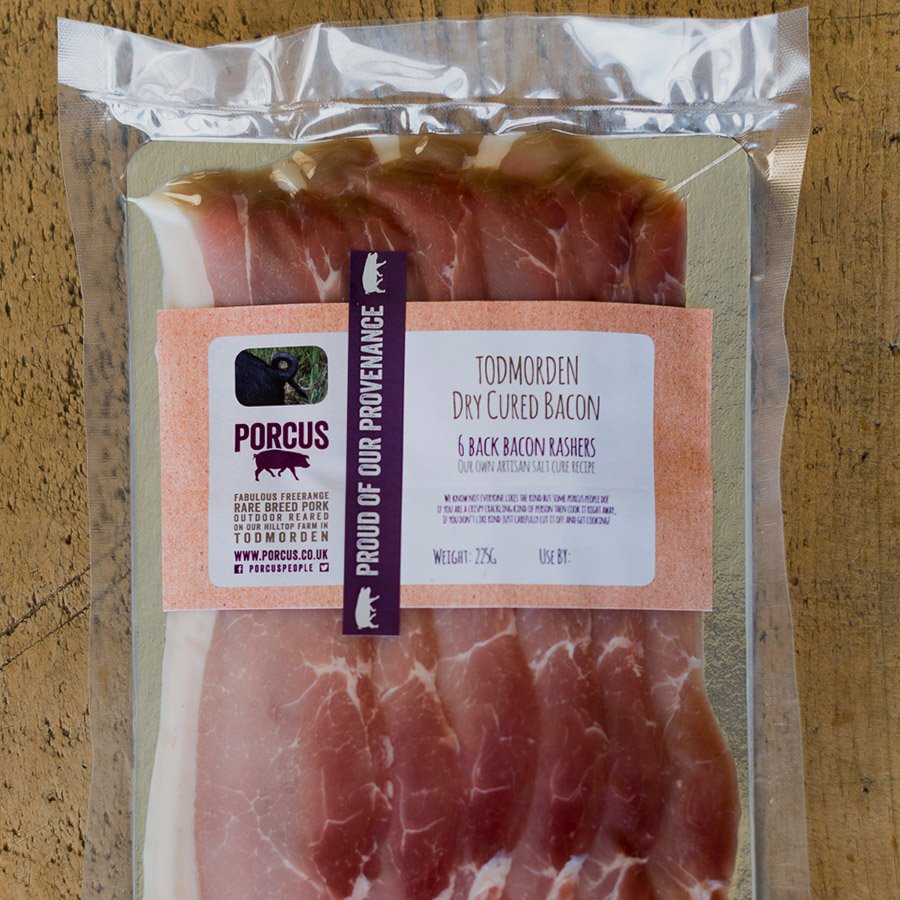 PORCUS
FABULOUS FREERANGE
RARE BREED PORK
OUTDOOR REARED
ON OUR HILLTOP FARM IN
TODMORDEN
WWW.PORCUS.CO.UK
PORCUSPEOPLE
PROUD OF OUR PROVENANCE
TODMORDEN
DRY CURED BACON
6 BACK BACON RASHERS
OUR OWN ARTISAN SALT CURE RECIPE
WE KNOW NOT EVERYONE LIKES THE RIND BUT SOME PORCUS PEOPLE DO!
IF YOU ARE A CRISPY CRACKLING KIND OF PERSON THEN COOK IT RIGHT AWAY,
IF YOU DON'T LIKE RIND JUST CAREFULLY CUT IT OFF AND GET COOKING!
WEIGHT: 225G
USE BY: